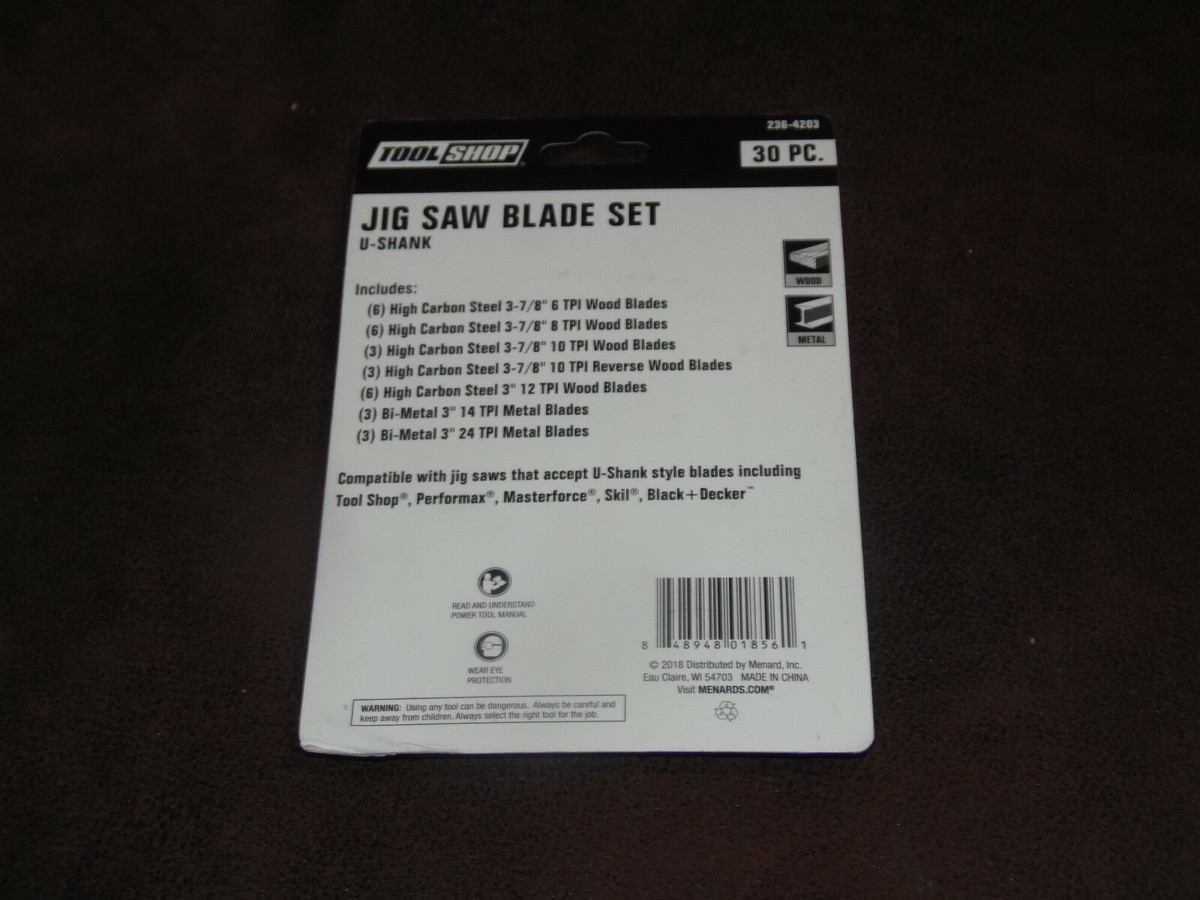 236-4203
TOOL SHOP®
30 PC.
JIG SAW BLADE SET
U-SHANK
WOOD
METAL
Includes:
(6) High Carbon Steel 3-7/8" 6 TPI Wood Blades
(6) High Carbon Steel 3-7/8" 8 TPI Wood Blades
(3) High Carbon Steel 3-7/8" 10 TPI Wood Blades
(3) High Carbon Steel 3-7/8" 10 TPI Reverse Wood Blades
(6) High Carbon Steel 3" 12 TPI Wood Blades
(3) Bi-Metal 3" 14 TPI Metal Blades
(3) Bi-Metal 3" 24 TPI Metal Blades
Compatible with jig saws that accept U-Shank style blades including
Tool Shop®, Performax®, Masterforce®, Skil®, Black+Decker™
READ AND UNDERSTAND
POWER TOOL MANUAL
WEAR EYE
PROTECTION
WARNING: Using any tool can be dangerous. Always be careful and
keep away from children. Always select the right tool for the job.
8 48948 01856 1
© 2018 Distributed by Menard, Inc.
Eau Claire, WI 54703 MADE IN CHINA
Visit MENARDS.COM®